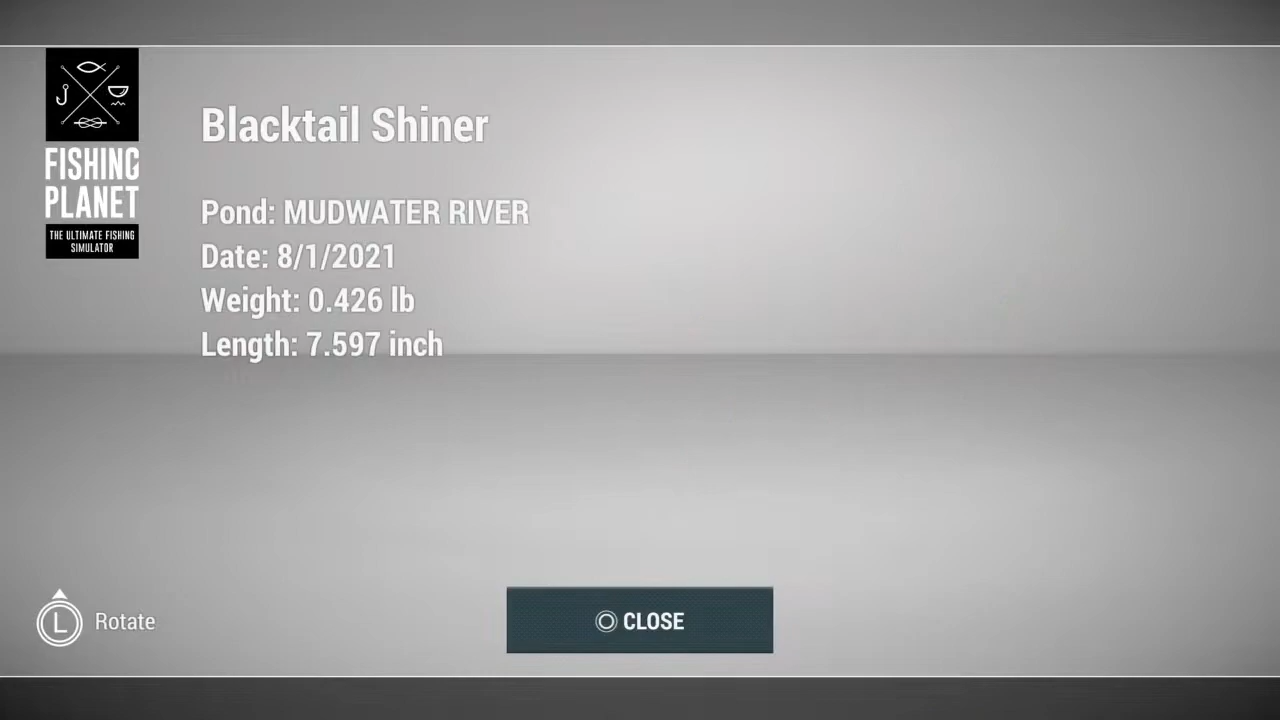 FISHING
PLANET
THE ULTIMATE FISHING
SIMULATOR
Blacktail Shiner
Pond: MUDWATER RIVER
Date: 8/1/2021
Weight: 0.426 lb
Length: 7.597 inch
L Rotate
CLOSE